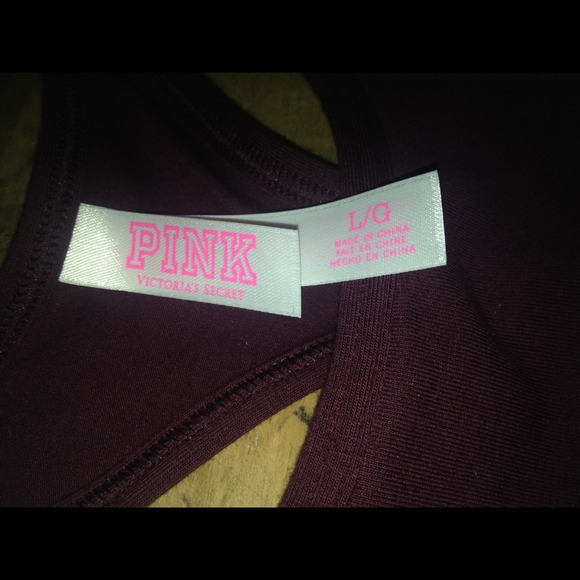 PINK
VICTORIA'S SECRET
L/G
MADE IN CHINA
FAIT EN CHINE
HECHO EN CHINA